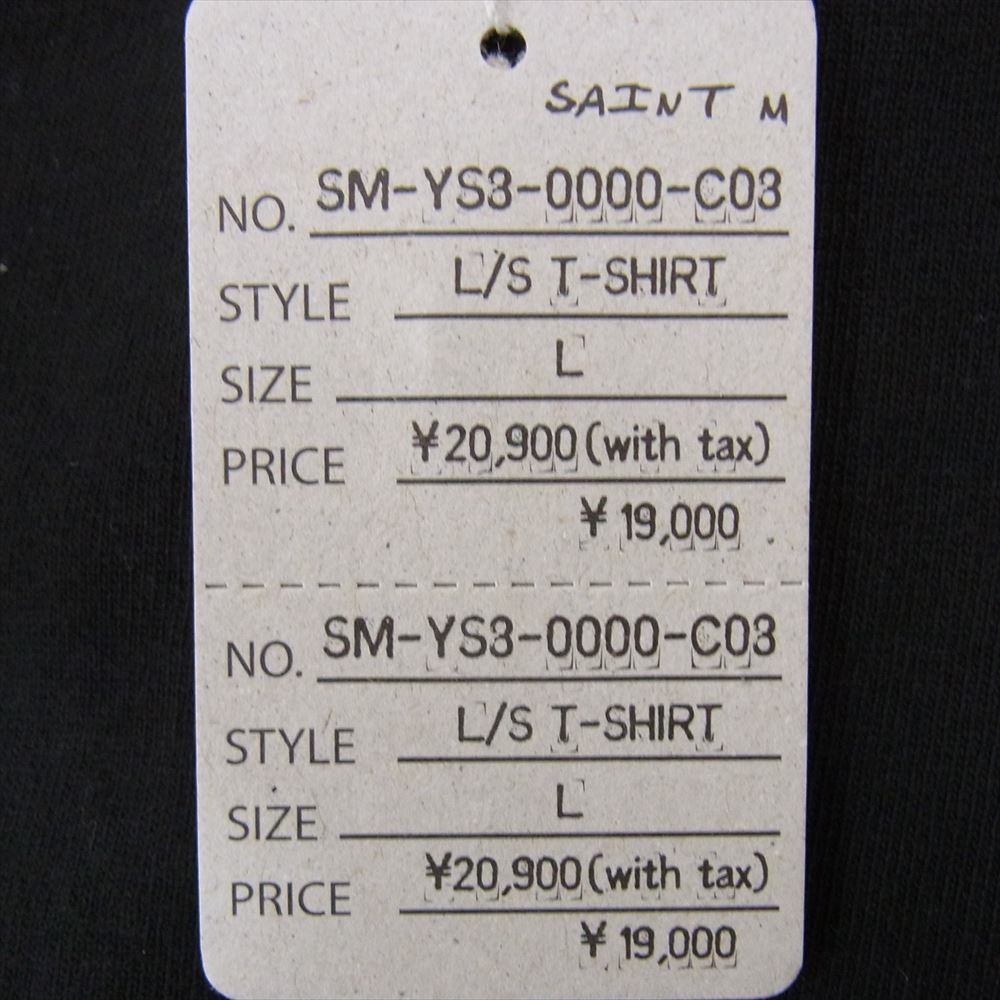 SAINT M
NO. SM-YS3-0000-C03
STYLE L/S T-SHIRT
SIZE L
PRICE ¥20,900(with tax)
¥19,000
NO. SM-YS3-0000-C03
STYLE L/S T-SHIRT
SIZE L
PRICE ¥20,900(with tax)
¥19,000